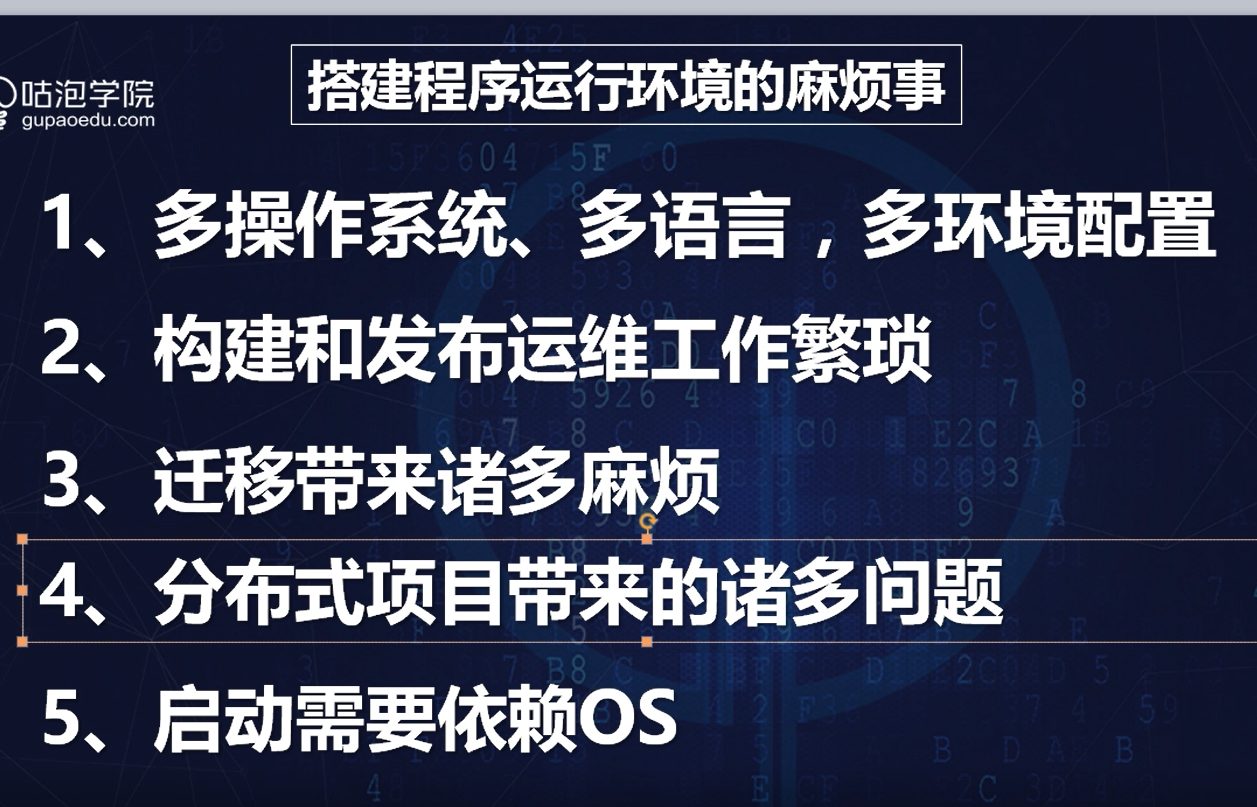 搭建程序运行环境的麻烦事
咕泡学院
gupaoedu.com
1、多操作系统、多语言，多环境配置
2、构建和发布运维工作繁琐
3、迁移带来诸多麻烦
4、分布式项目带来的诸多问题
5、启动需要依赖OS